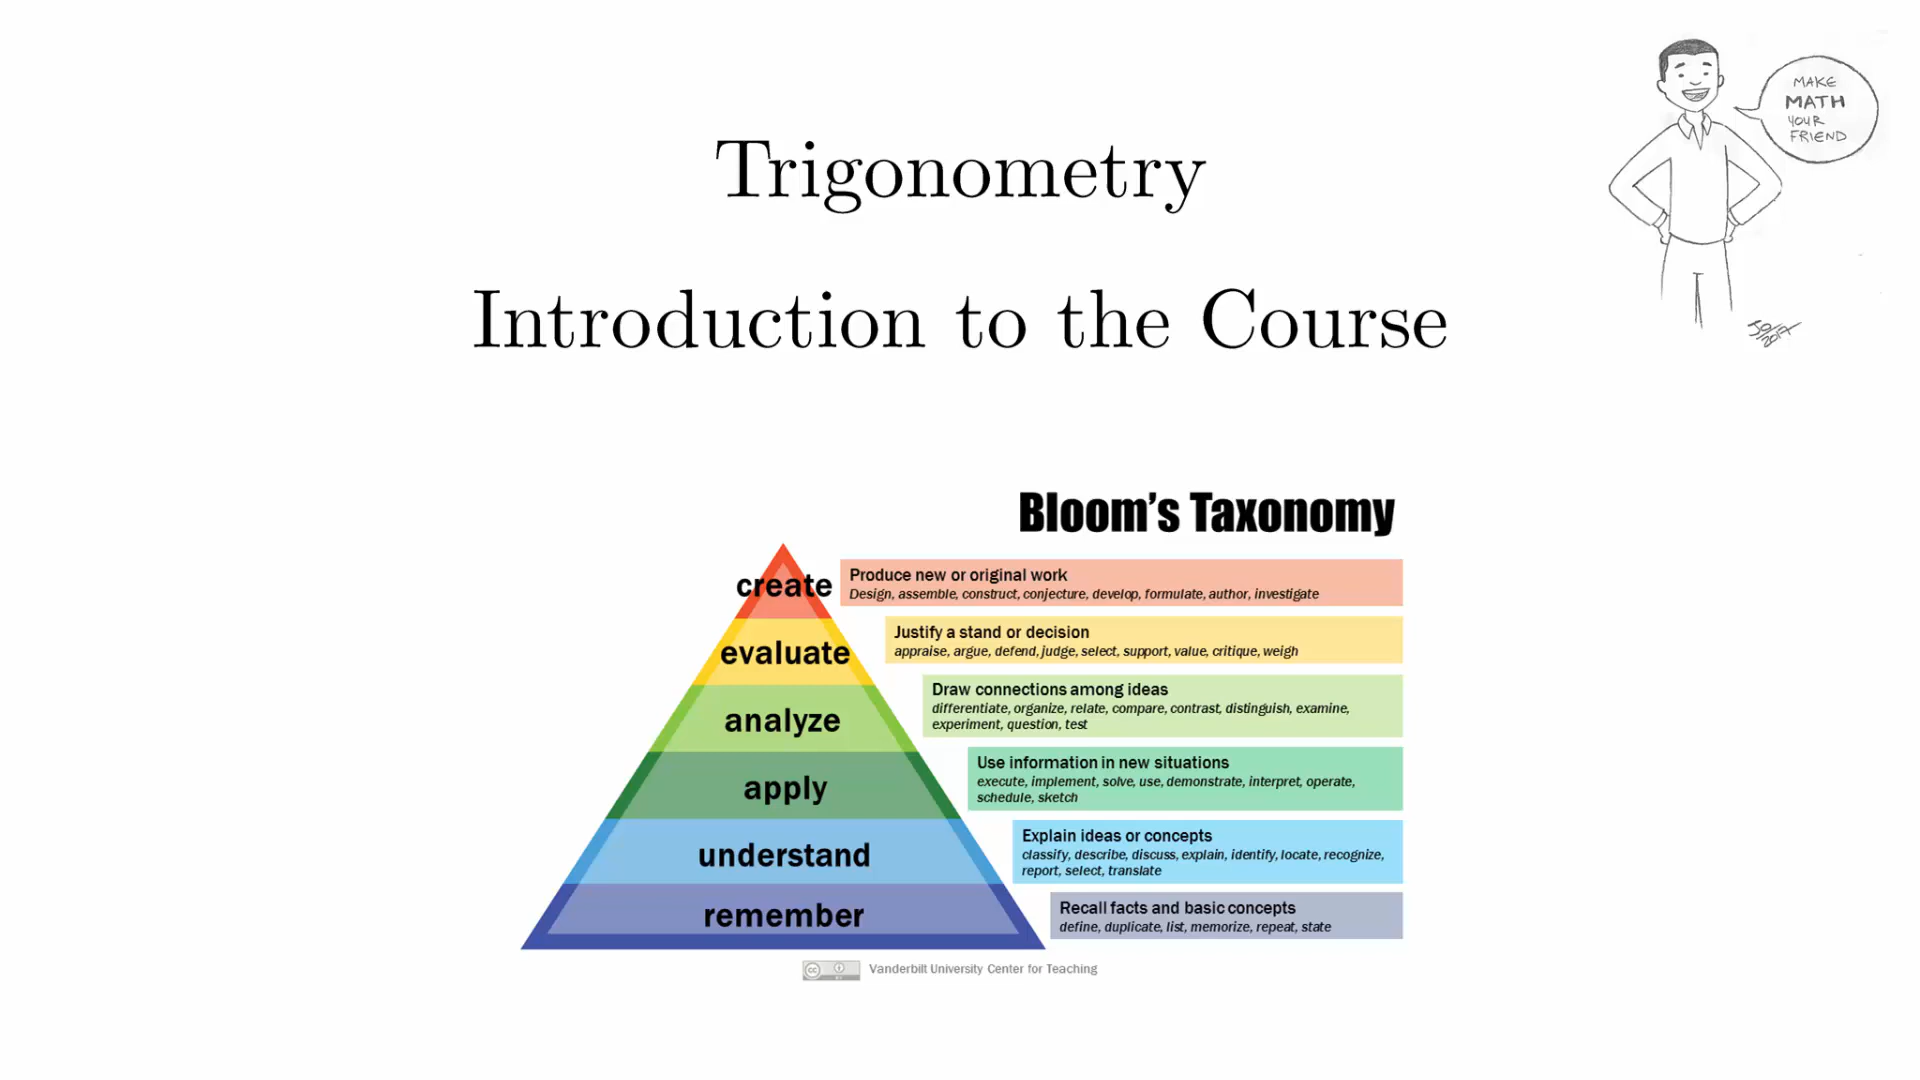 Trigonometry
Introduction to the Course
MAKE
MATH
YOUR
FRIEND
Jo
2017
Bloom's Taxonomy
create
Produce new or original work
Design, assemble, construct, conjecture, develop, formulate, author, investigate
evaluate
Justify a stand or decision
appraise, argue, defend, judge, select, support, value, critique, weigh
analyze
Draw connections among ideas
differentiate, organize, relate, compare, contrast, distinguish, examine,
experiment, question, test
apply
Use information in new situations
execute, implement, solve, use, demonstrate, interpret, operate,
schedule, sketch
understand
Explain ideas or concepts
classify, describe, discuss, explain, identify, locate, recognize,
report, select, translate
remember
Recall facts and basic concepts
define, duplicate, list, memorize, repeat, state
cc
Vanderbilt University Center for Teaching